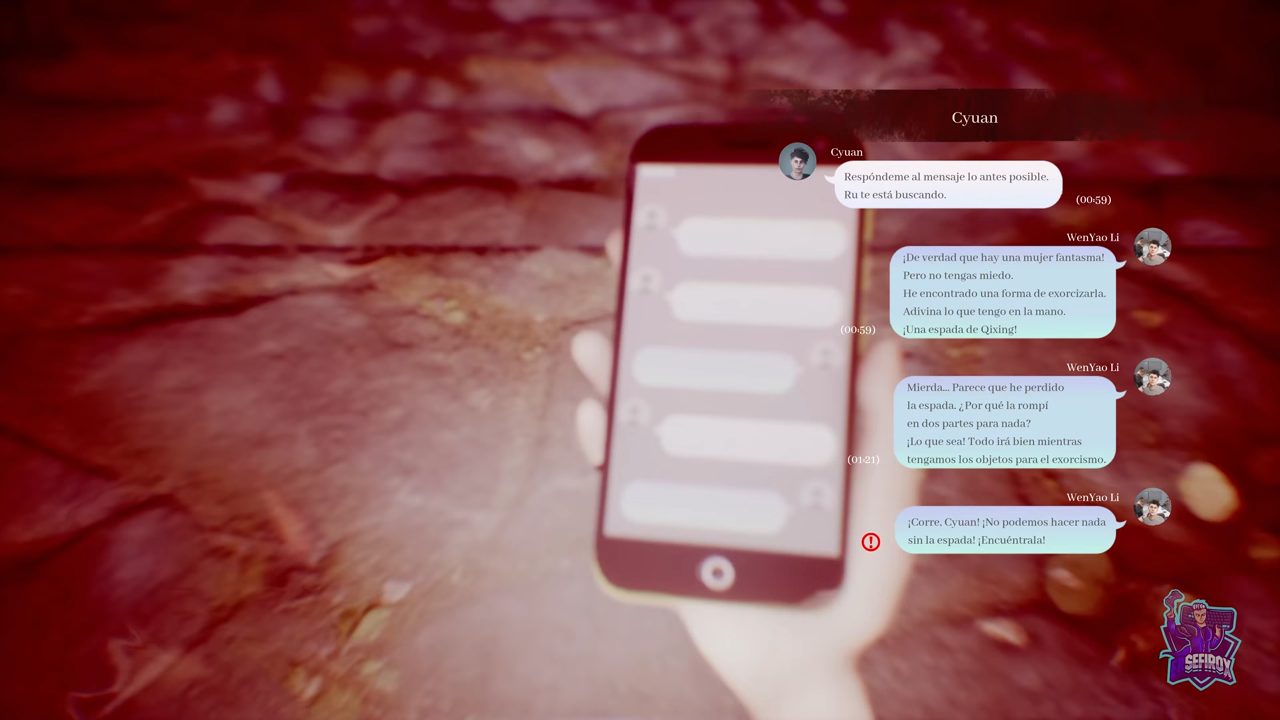 Cyuan
Cyuan
Respóndeme al mensaje lo antes posible.
Ru te está buscando.
(00:59)
WenYao Li
¡De verdad que hay una mujer fantasma!
Pero no tengas miedo.
He encontrado una forma de exorcizarla.
Adivina lo que tengo en la mano.
¡Una espada de Qixing!
(00:59)
WenYao Li
Mierda... Parece que he perdido
la espada. ¿Por qué la rompí
en dos partes para nada?
¡Lo que sea! Todo irá bien mientras
tengamos los objetos para el exorcismo.
(01:21)
WenYao Li
¡Corre, Cyuan! ¡No podemos hacer nada
sin la espada! ¡Encuéntrala!
SEFIROX